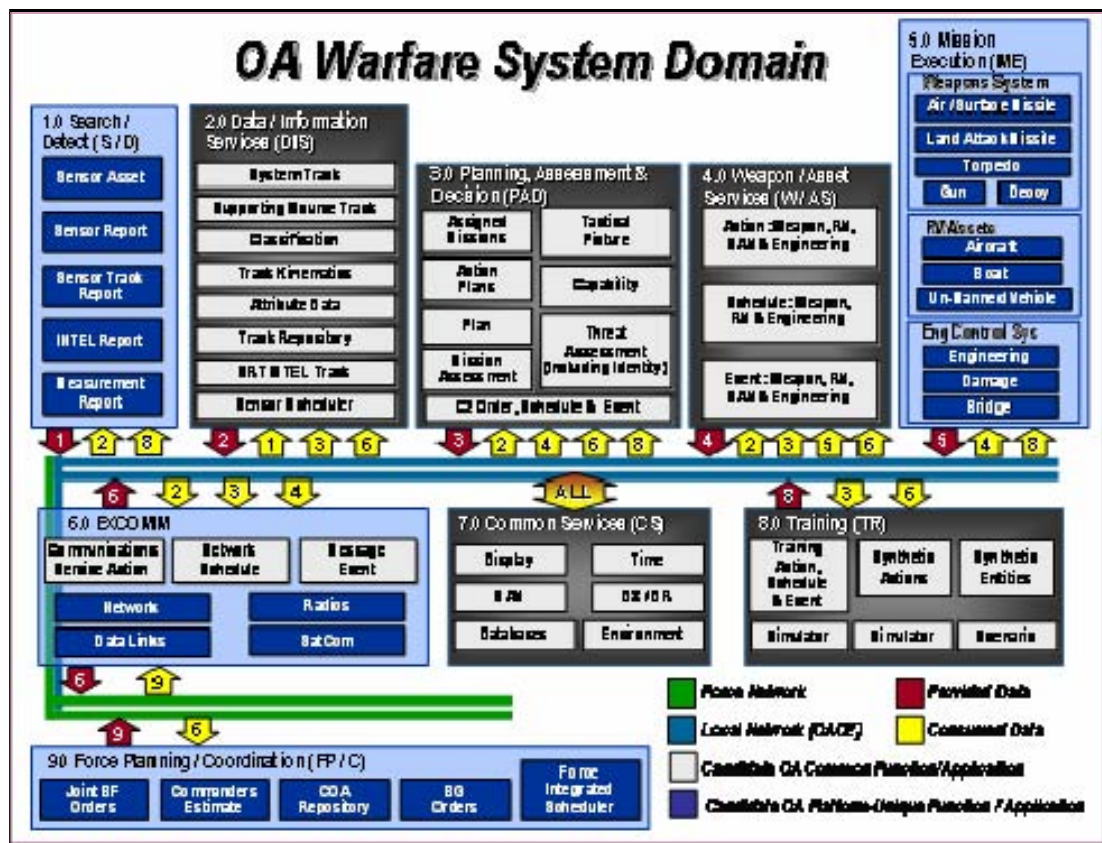 OA Warfare System Domain
1.0 Search /
Detect (S / D)
Sensor Asset
Sensor Report
Sensor Track
Report
INTEL Report
Measurement
Report
2.0 Data / Information
Services (DIS)
System Track
Supporting Source Track
Classification
Track Kinematics
Attribute Data
Track Repository
NRT INTEL Track
Sensor Scheduler
3.0 Planning, Assessment &
Decision (PAD)
Assigned
Missions
Tactical
Picture
Action
Plans
Capability
Plan
Threat
Assessment
(Including Identity)
Mission
Assessment
C2 Order, Schedule & Event
4.0 Weapon / Asset
Services (W/ AS)
Action : Weapon, RM,
NAV & Engineering
Schedule : Weapon,
RM & Engineering
Event : Weapon, RM,
NAV & Engineering
5.0 Mission
Execution (ME)
Weapons System
Air / Surface Missile
Land Attack Missile
Torpedo
Gun
Decoy
Assets
Aircraft
Boat
Un-Manned Vehicle
Eng Control Sys
Engineering
Damage
Bridge
1 2 8
2 1 3 6
3 2 4 6 8
4 2 3 5 6
5 4 8
6 2 3 4
ALL
8 3 6
6.0 EXCOMM
Communications
Service Action
Network
Schedule
Message
Event
Network
Radios
Data Links
SatCom
7.0 Common Services (CS)
Display
Time
NAV
DX / DR
Databases
Environment
8.0 Training (TR)
Training
Action,
Schedule
& Event
Synthetic
Actions
Synthetic
Entities
Simulator
Simulator
Scenario
6 9
9 6
9.0 Force Planning / Coordination (FP / C)
Joint BF
Orders
Commanders
Estimate
COA
Repository
BG
Orders
Force
Integrated
Scheduler
Force Network
Provided Data
Local Network
Consumed Data
Candidate OA Common Function/Application
Candidate OA Platform-Unique Function / Application